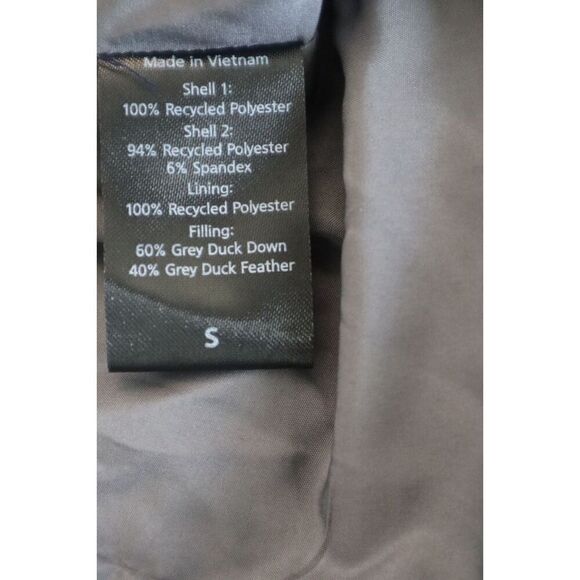 Made in Vietnam
Shell 1:
100% Recycled Polyester
Shell 2:
94% Recycled Polyester
6% Spandex
Lining:
100% Recycled Polyester
Filling:
60% Grey Duck Down
40% Grey Duck Feather
S